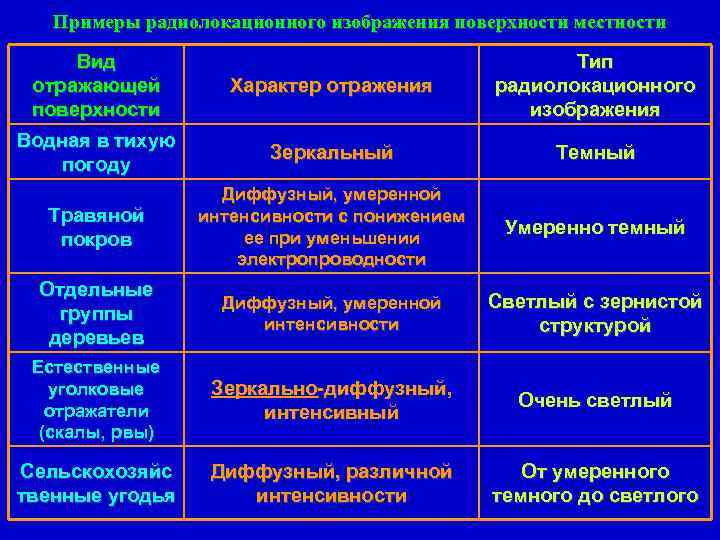 Примеры радиолокационного изображения поверхности местности
Вид
отражающей
поверхности
Характер отражения
Тип
радиолокационного
изображения
Водная в тихую
погоду
Зеркальный
Темный
Травяной
покров
Диффузный, умеренной
интенсивности с понижением
ее при уменьшении
электропроводности
Умеренно темный
Отдельные
группы
деревьев
Диффузный, умеренной
интенсивности
Светлый с зернистой
структурой
Естественные
уголковые
отражатели
(скалы, рвы)
Зеркально-диффузный,
интенсивный
Очень светлый
Сельскохозяйс
твенные угодья
Диффузный, различной
интенсивности
От умеренного
темного до светлого